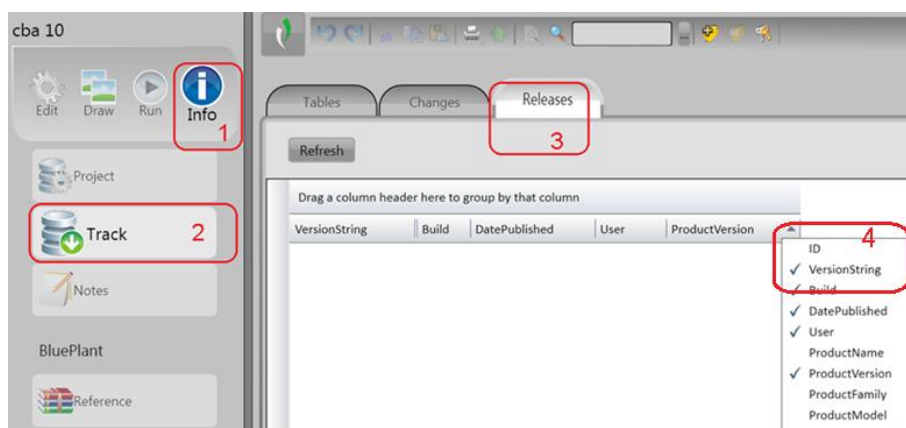 cba 10
Edit Draw Run Info
1
Project
Track 2
Notes
BluePlant
Reference
Tables Changes Releases
3
Refresh
Drag a column header here to group by that column
VersionString Build DatePublished User ProductVersion
4
ID
VersionString
Build
DatePublished
User
ProductName
ProductVersion
ProductFamily
ProductModel